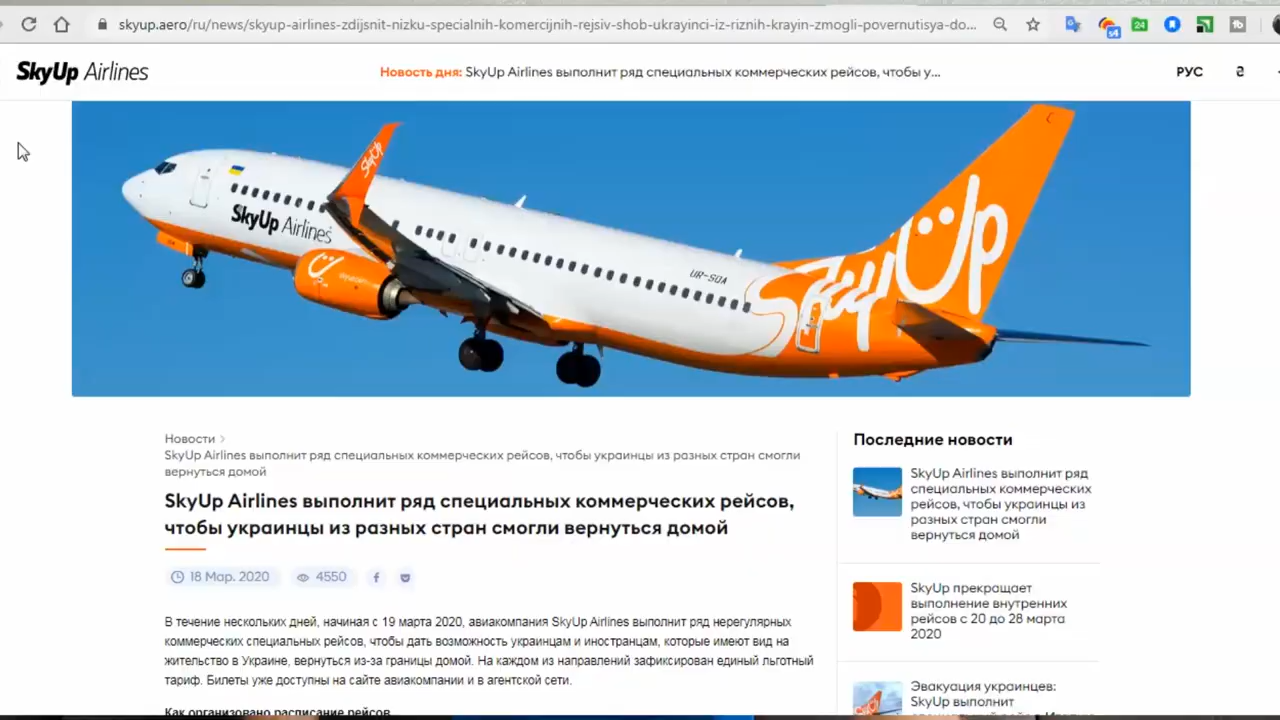 skyup.aero/ru/news/skyup-airlines-zdijsnit-nizku-specialnih-komercijnih-rejsiv-shob-ukrayinci-iz-riznih-krayin-zmogli-povernutisya-do...
s4
24
SkyUp Airlines
Новость дня: SkyUp Airlines выполнит ряд специальных коммерческих рейсов, чтобы у...
РУС
₴
SkyUp
SkyUp Airlines
UR-SQA
SkyUp
Новости
SkyUp Airlines выполнит ряд специальных коммерческих рейсов, чтобы украинцы из разных стран смогли
вернуться домой
SkyUp Airlines выполнит ряд специальных коммерческих рейсов,
чтобы украинцы из разных стран смогли вернуться домой
18 Мар. 2020
4550
f
В течение нескольких дней, начиная с 19 марта 2020, авиакомпания SkyUp Airlines выполнит ряд нерегулярных
коммерческих специальных рейсов, чтобы дать возможность украинцам и иностранцам, которые имеют вид на
жительство в Украине, вернуться из-за границы домой. На каждом из направлений зафиксирован единый льготный
тариф. Билеты уже доступны на сайте авиакомпании и в агентской сети.
Как организовано расписание рейсов
Последние новости
SkyUp Airlines выполнит ряд
специальных коммерческих
рейсов, чтобы украинцы из
разных стран смогли
вернуться домой
SkyUp прекращает
выполнение внутренних
рейсов с 20 до 28 марта
2020
Эвакуация украинцев:
SkyUp выполнит